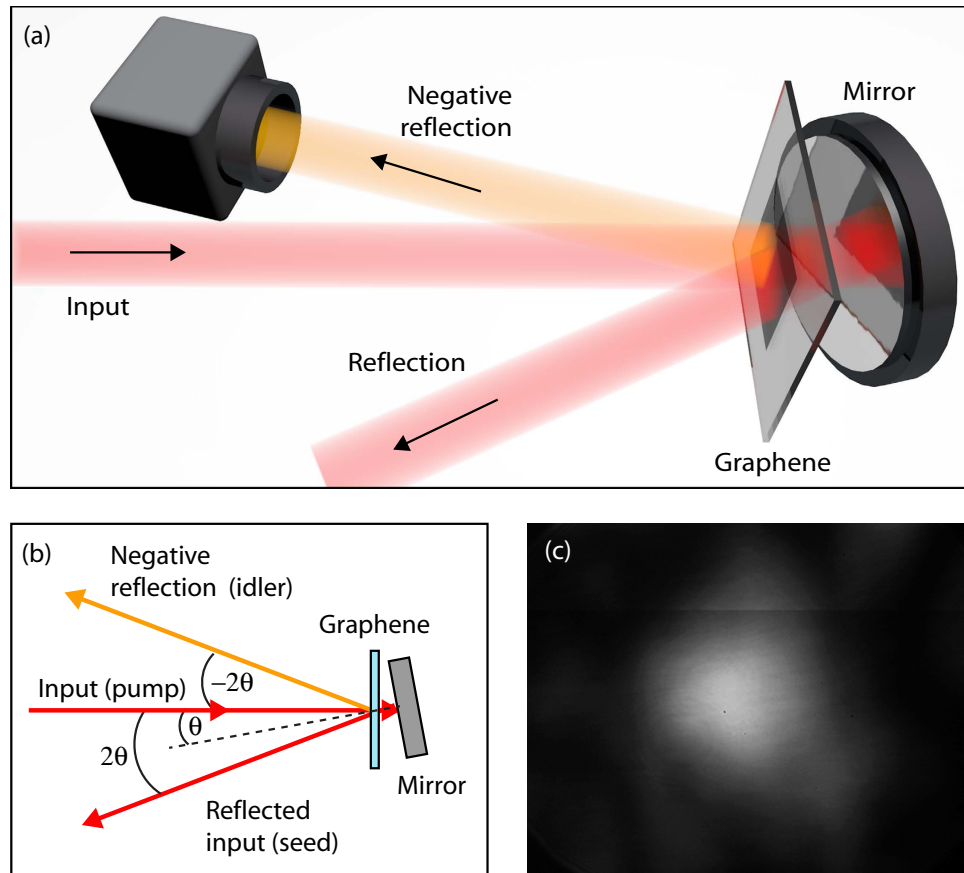 (a)
Negative
reflection
Mirror
Input
Reflection
Graphene
(b)
Negative
reflection (idler)
Graphene
Input (pump)
−2θ
θ
2θ
Mirror
Reflected
input (seed)
(c)